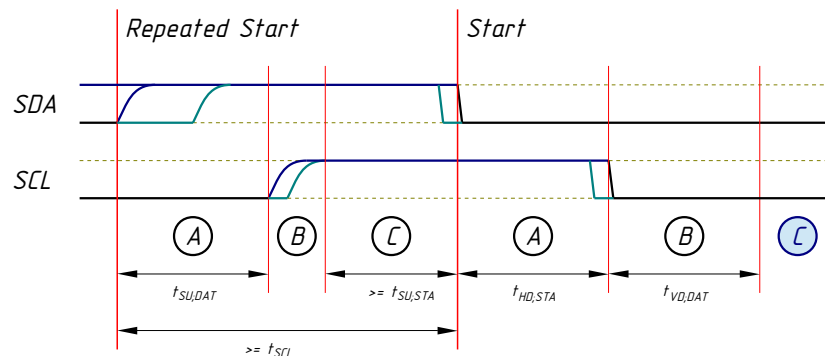 Repeated Start
Start
SDA
SCL
A
B
C
A
B
C
tSU,DAT
>= tSU,STA
tHD,STA
tVD,DAT
>= tSCL